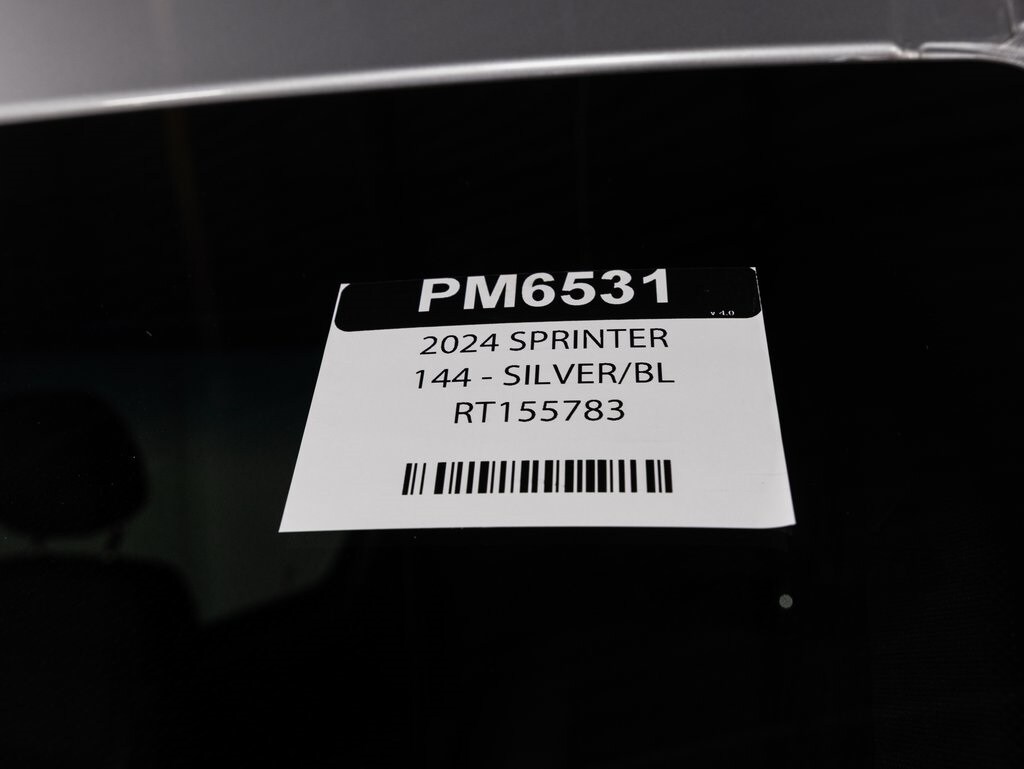 PM6531
v 4.0
2024 SPRINTER
144 - SILVER/BL
RT155783